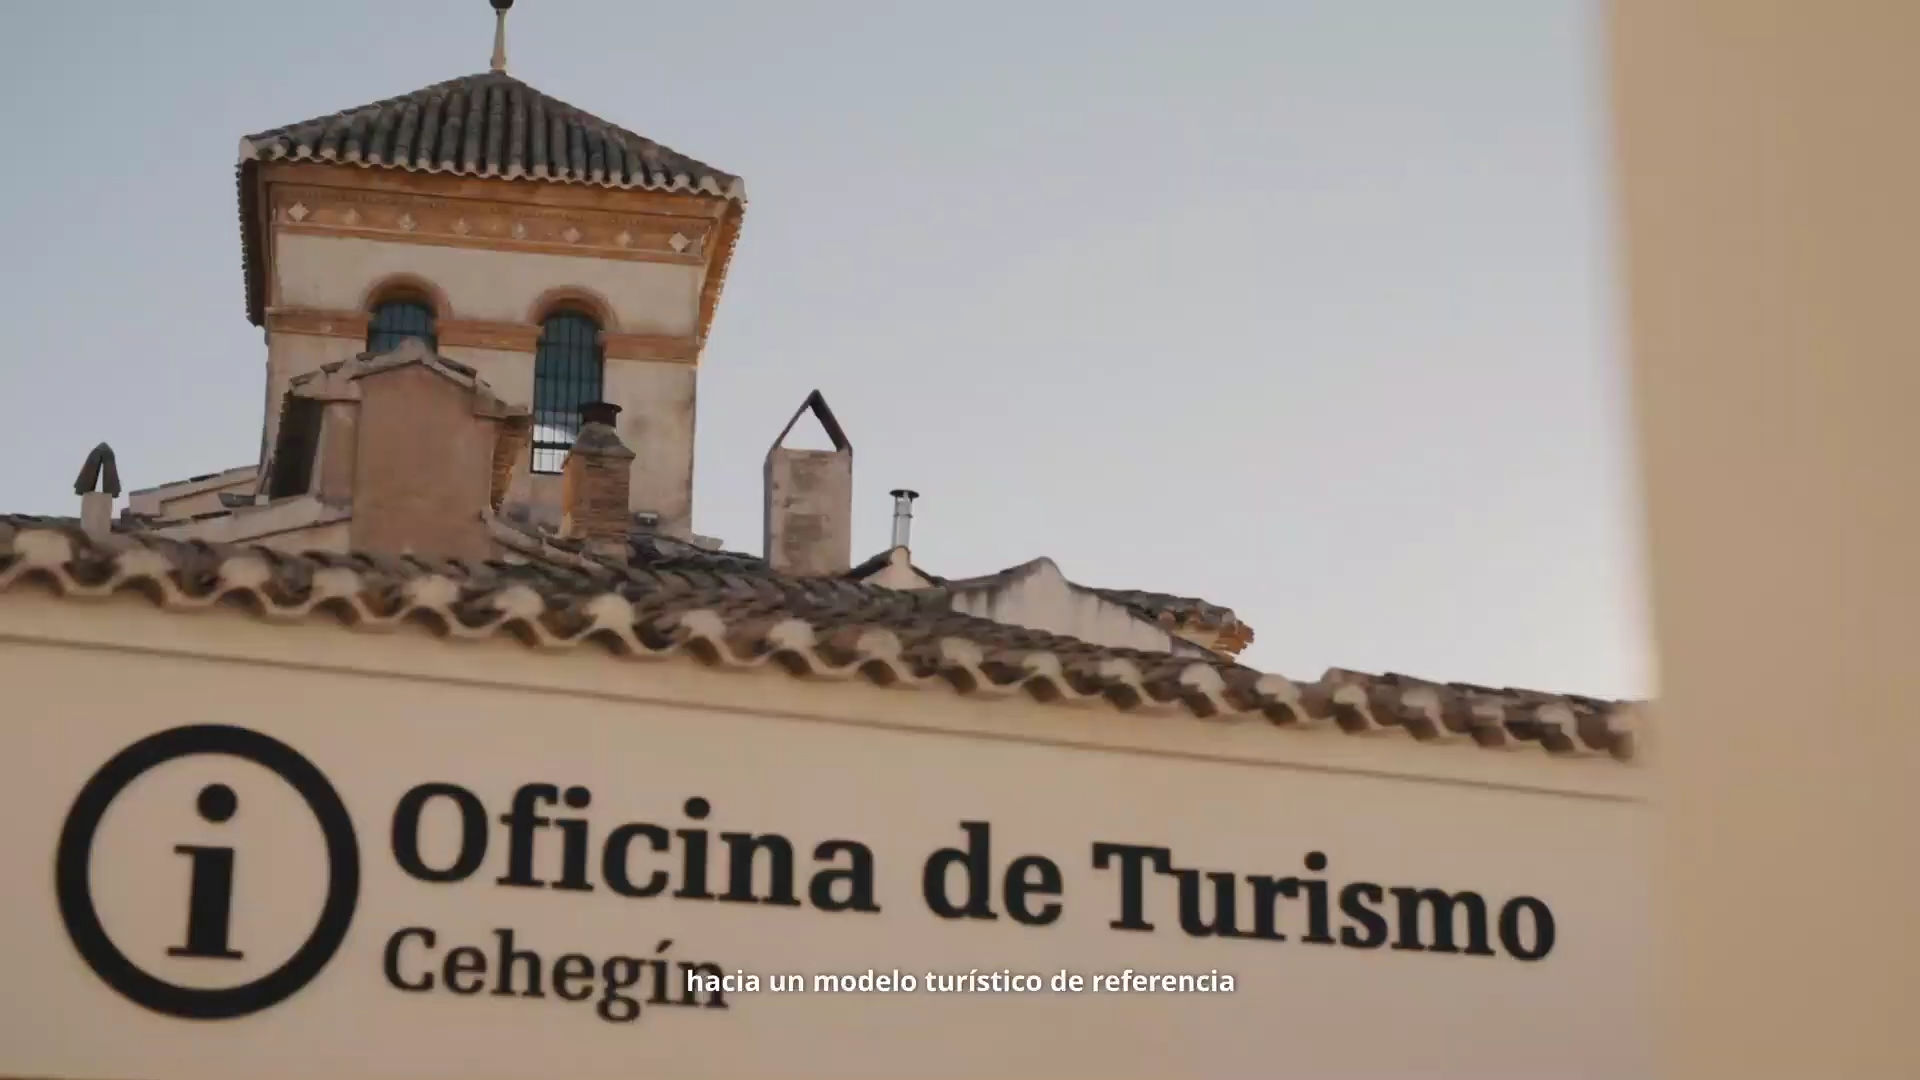 i
Oficina de Turismo
Cehegín
hacia un modelo turístico de referencia